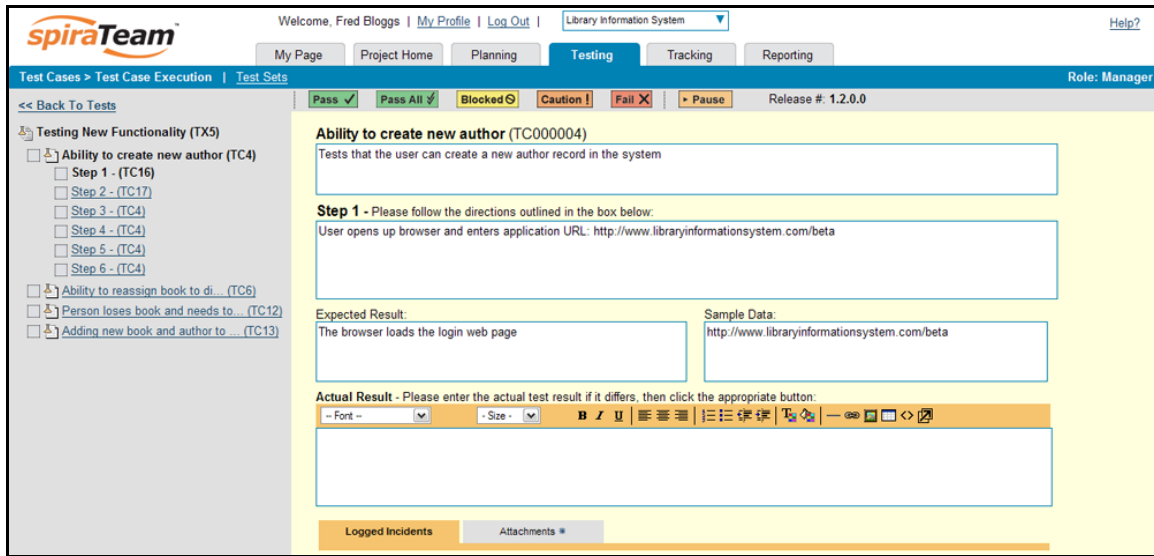 spiraTeam™
Welcome, Fred Bloggs | My Profile | Log Out |
Library Information System
Help?
My Page
Project Home
Planning
Testing
Tracking
Reporting
Test Cases > Test Case Execution | Test Sets
Role: Manager
<< Back To Tests
Pass
Pass All
Blocked
Caution !
Fail
Pause
Release #: 1.2.0.0
Testing New Functionality (TX5)
Ability to create new author (TC4)
Step 1 - (TC16)
Step 2 - (TC17)
Step 3 - (TC4)
Step 4 - (TC4)
Step 5 - (TC4)
Step 6 - (TC4)
Ability to reassign book to di... (TC6)
Person loses book and needs to... (TC12)
Adding new book and author to ... (TC13)
Ability to create new author (TC000004)
Tests that the user can create a new author record in the system
Step 1 - Please follow the directions outlined in the box below:
User opens up browser and enters application URL: http://www.libraryinformationsystem.com/beta
Expected Result:
The browser loads the login web page
Sample Data:
http://www.libraryinformationsystem.com/beta
Actual Result - Please enter the actual test result if it differs, then click the appropriate button:
-- Font --
- Size -
B I U
Logged Incidents
Attachments